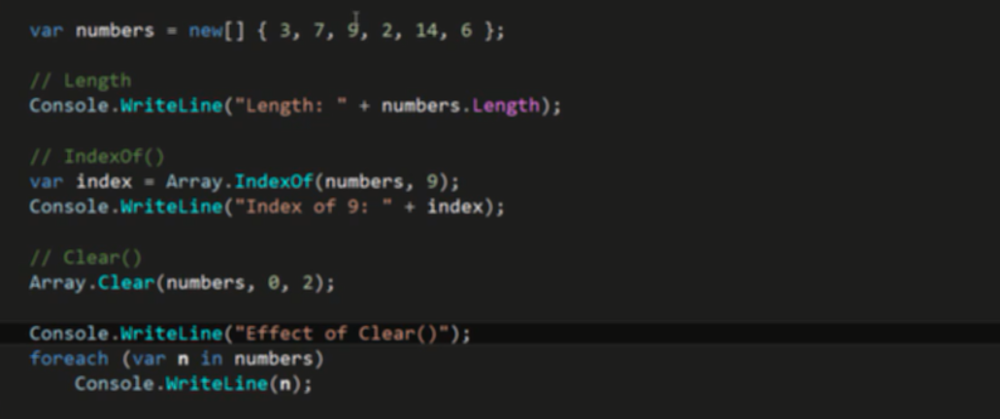 var numbers = new[] { 3, 7, 9, 2, 14, 6 };
// Length
Console.WriteLine("Length: " + numbers.Length);
// IndexOf()
var index = Array.IndexOf(numbers, 9);
Console.WriteLine("Index of 9: " + index);
// Clear()
Array.Clear(numbers, 0, 2);
Console.WriteLine("Effect of Clear()");
foreach (var n in numbers)
    Console.WriteLine(n);